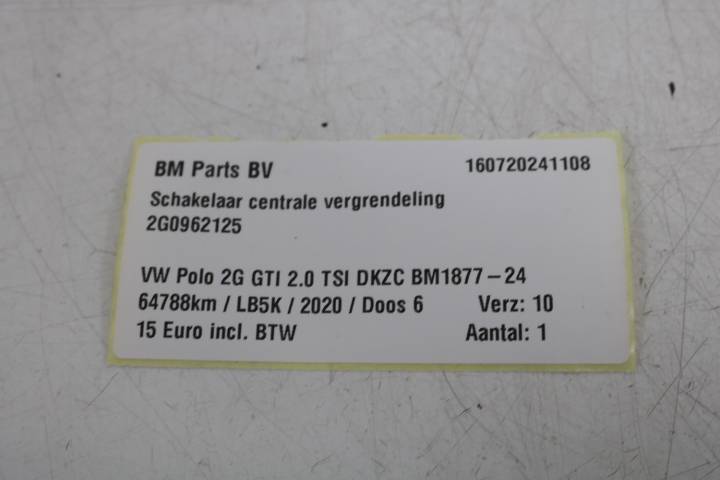 BM Parts BV 160720241108
Schakelaar centrale vergrendeling
2G0962125
VW Polo 2G GTI 2.0 TSI DKZC BM1877-24
64788km / LB5K / 2020 / Doos 6 Verz: 10
15 Euro incl. BTW Aantal: 1